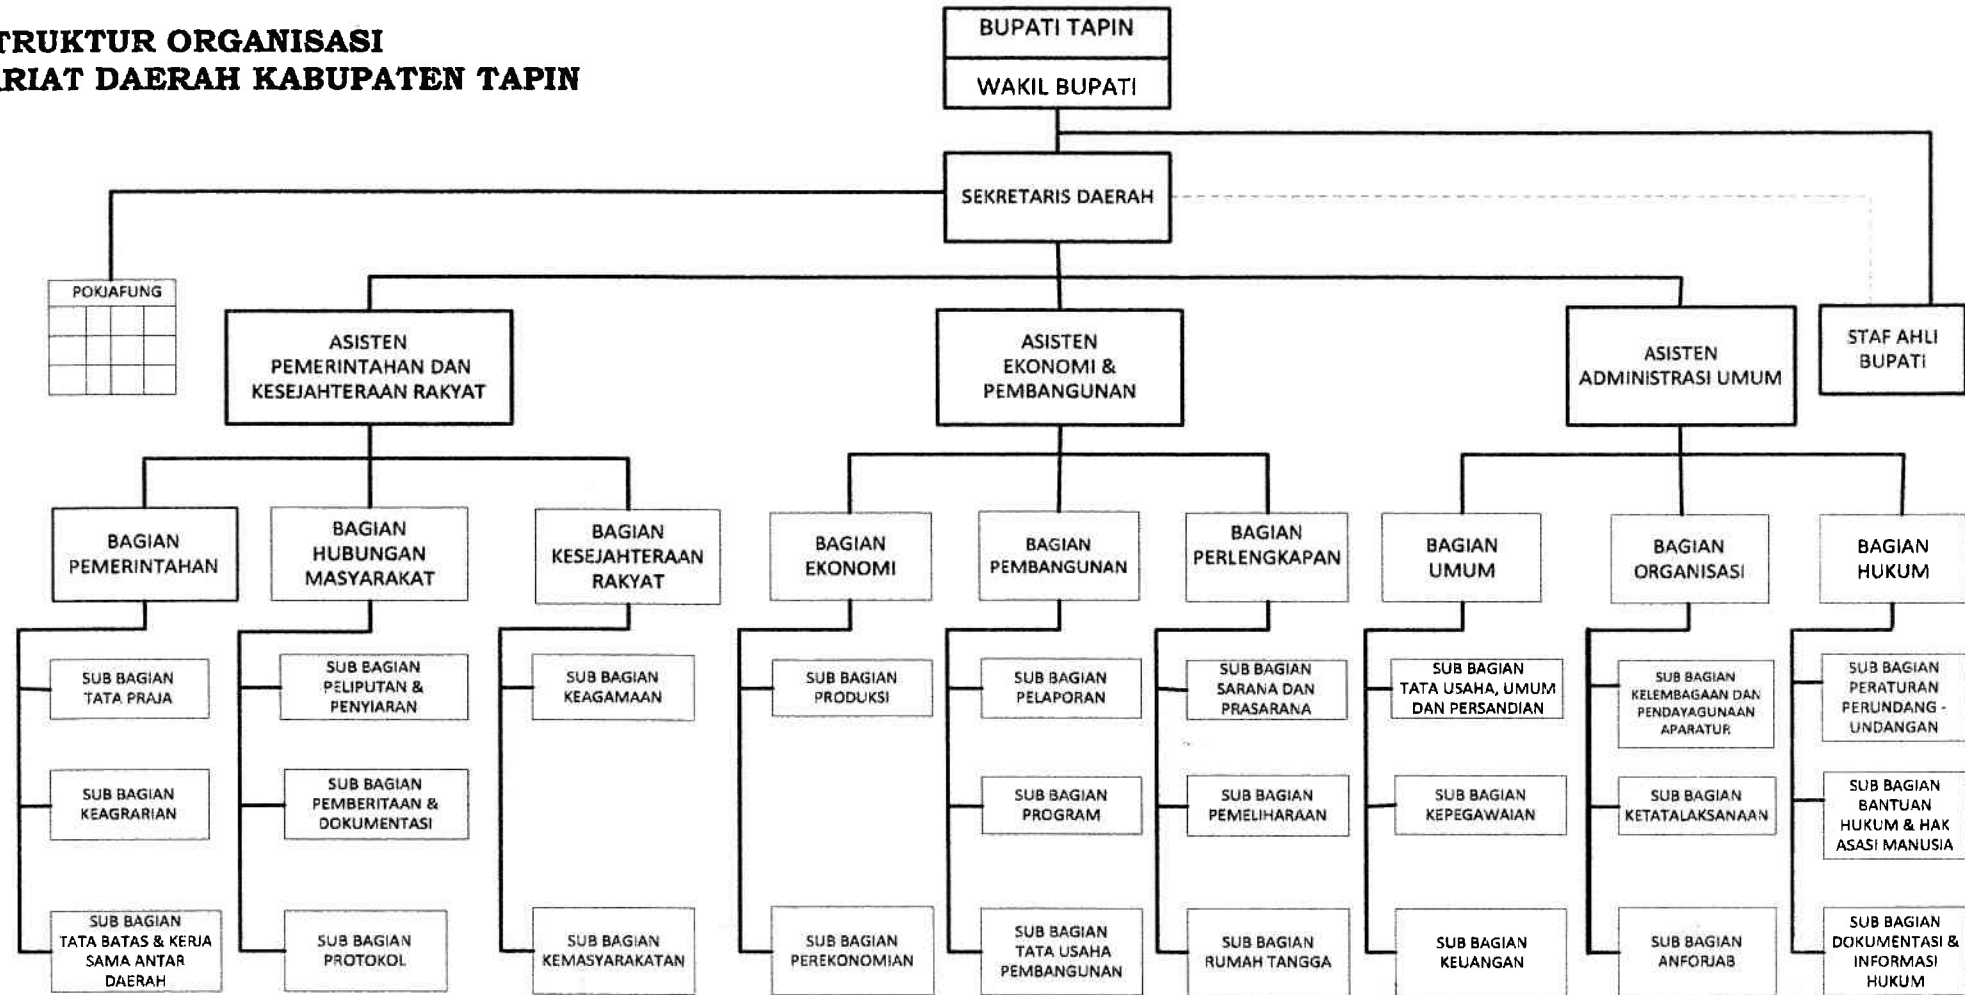 TRUKTUR ORGANISASI
ARIAT DAERAH KABUPATEN TAPIN
BUPATI TAPIN
WAKIL BUPATI
SEKRETARIS DAERAH
POKJAFUNG
ASISTEN
PEMERINTAHAN DAN
KESEJAHTERAAN RAKYAT
ASISTEN
EKONOMI &
PEMBANGUNAN
ASISTEN
ADMINISTRASI UMUM
STAF AHLI
BUPATI
BAGIAN
PEMERINTAHAN
BAGIAN
HUBUNGAN
MASYARAKAT
BAGIAN
KESEJAHTERAAN
RAKYAT
BAGIAN
EKONOMI
BAGIAN
PEMBANGUNAN
BAGIAN
PERLENGKAPAN
BAGIAN
UMUM
BAGIAN
ORGANISASI
BAGIAN
HUKUM
SUB BAGIAN
TATA PRAJA
SUB BAGIAN
PELIPUTAN &
PENYIARAN
SUB BAGIAN
KEAGAMAAN
SUB BAGIAN
PRODUKSI
SUB BAGIAN
PELAPORAN
SUB BAGIAN
SARANA DAN
PRASARANA
SUB BAGIAN
TATA USAHA, UMUM
DAN PERSANDIAN
SUB BAGIAN
KELEMBAGAAN DAN
PENDAYAGUNAAN
APARATUR
SUB BAGIAN
PERATURAN
PERUNDANG -
UNDANGAN
SUB BAGIAN
KEAGRARIAN
SUB BAGIAN
PEMBERITAAN &
DOKUMENTASI
SUB BAGIAN
PROGRAM
SUB BAGIAN
PEMELIHARAAN
SUB BAGIAN
KEPEGAWAIAN
SUB BAGIAN
KETATALAKSANAAN
SUB BAGIAN
BANTUAN
HUKUM & HAK
ASASI MANUSIA
SUB BAGIAN
TATA BATAS & KERJA
SAMA ANTAR
DAERAH
SUB BAGIAN
PROTOKOL
SUB BAGIAN
KEMASYARAKATAN
SUB BAGIAN
PEREKONOMIAN
SUB BAGIAN
TATA USAHA
PEMBANGUNAN
SUB BAGIAN
RUMAH TANGGA
SUB BAGIAN
KEUANGAN
SUB BAGIAN
ANFORJAB
SUB BAGIAN
DOKUMENTASI &
INFORMASI
HUKUM